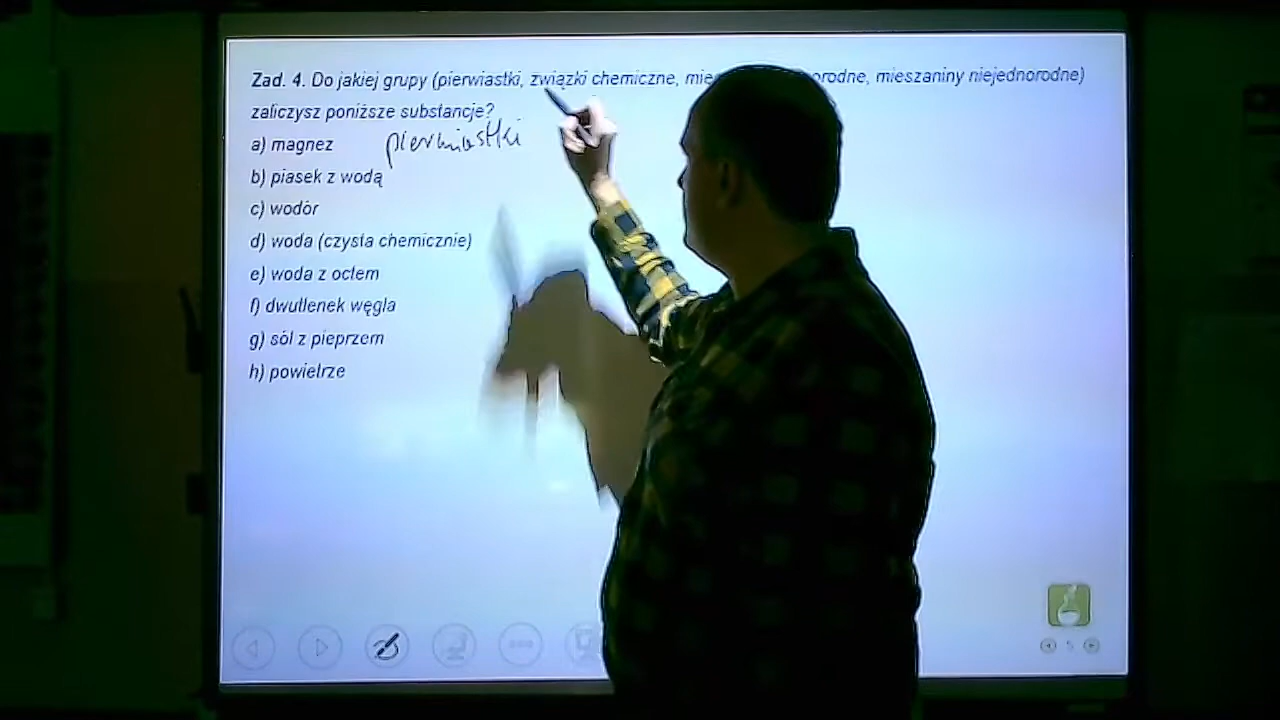 Zad. 4. Do jakiej grupy (pierwiastki, związki chemiczne, mie orodne, mieszaniny niejednorodne)
zaliczysz poniższe substancje?
a) magnez pierwiastki
b) piasek z wodą
c) wodór
d) woda (czysta chemicznie)
e) woda z octem
f) dwutlenek węgla
g) sól z pieprzem
h) powietrze